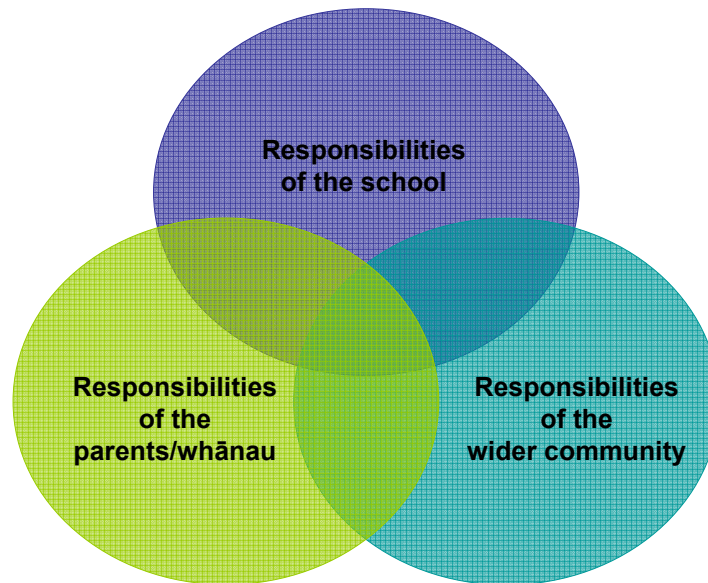 Responsibilities
of the school
Responsibilities
of the
parents/whānau
Responsibilities
of the
wider community